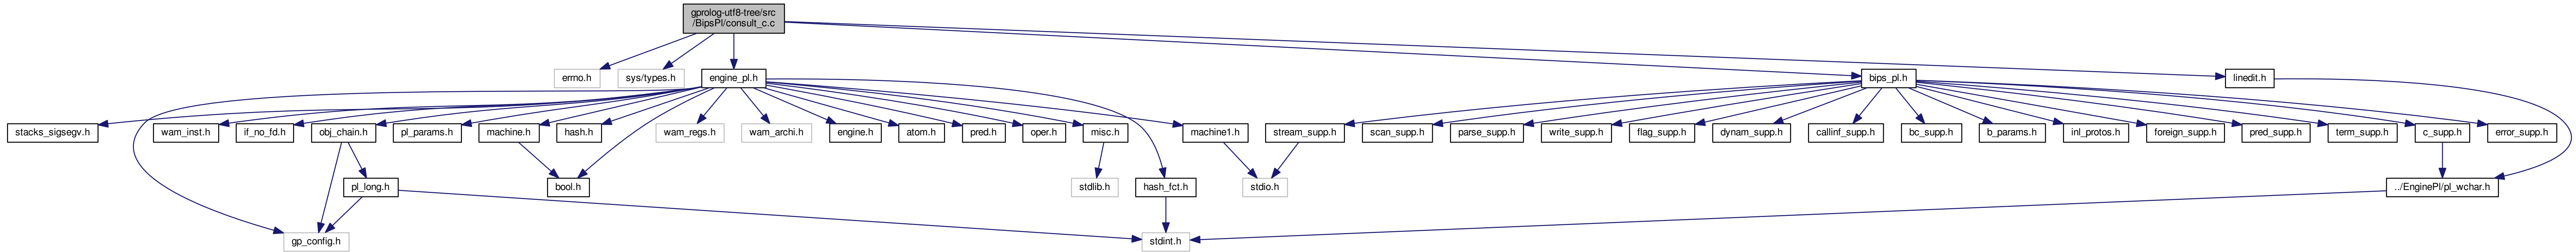 gprolog-utf8-tree/src
/BipsPl/consult_c.c
errno.h
sys/types.h
engine_pl.h
bips_pl.h
linedit.h
stacks_sigsegv.h
wam_inst.h
if_no_fd.h
obj_chain.h
pl_params.h
machine.h
hash.h
wam_regs.h
wam_archi.h
engine.h
atom.h
pred.h
oper.h
misc.h
machine1.h
stream_supp.h
scan_supp.h
parse_supp.h
write_supp.h
flag_supp.h
dynam_supp.h
callinf_supp.h
bc_supp.h
b_params.h
inl_protos.h
foreign_supp.h
pred_supp.h
term_supp.h
c_supp.h
error_supp.h
pl_long.h
bool.h
stdlib.h
hash_fct.h
stdio.h
../EnginePl/pl_wchar.h
gp_config.h
stdint.h